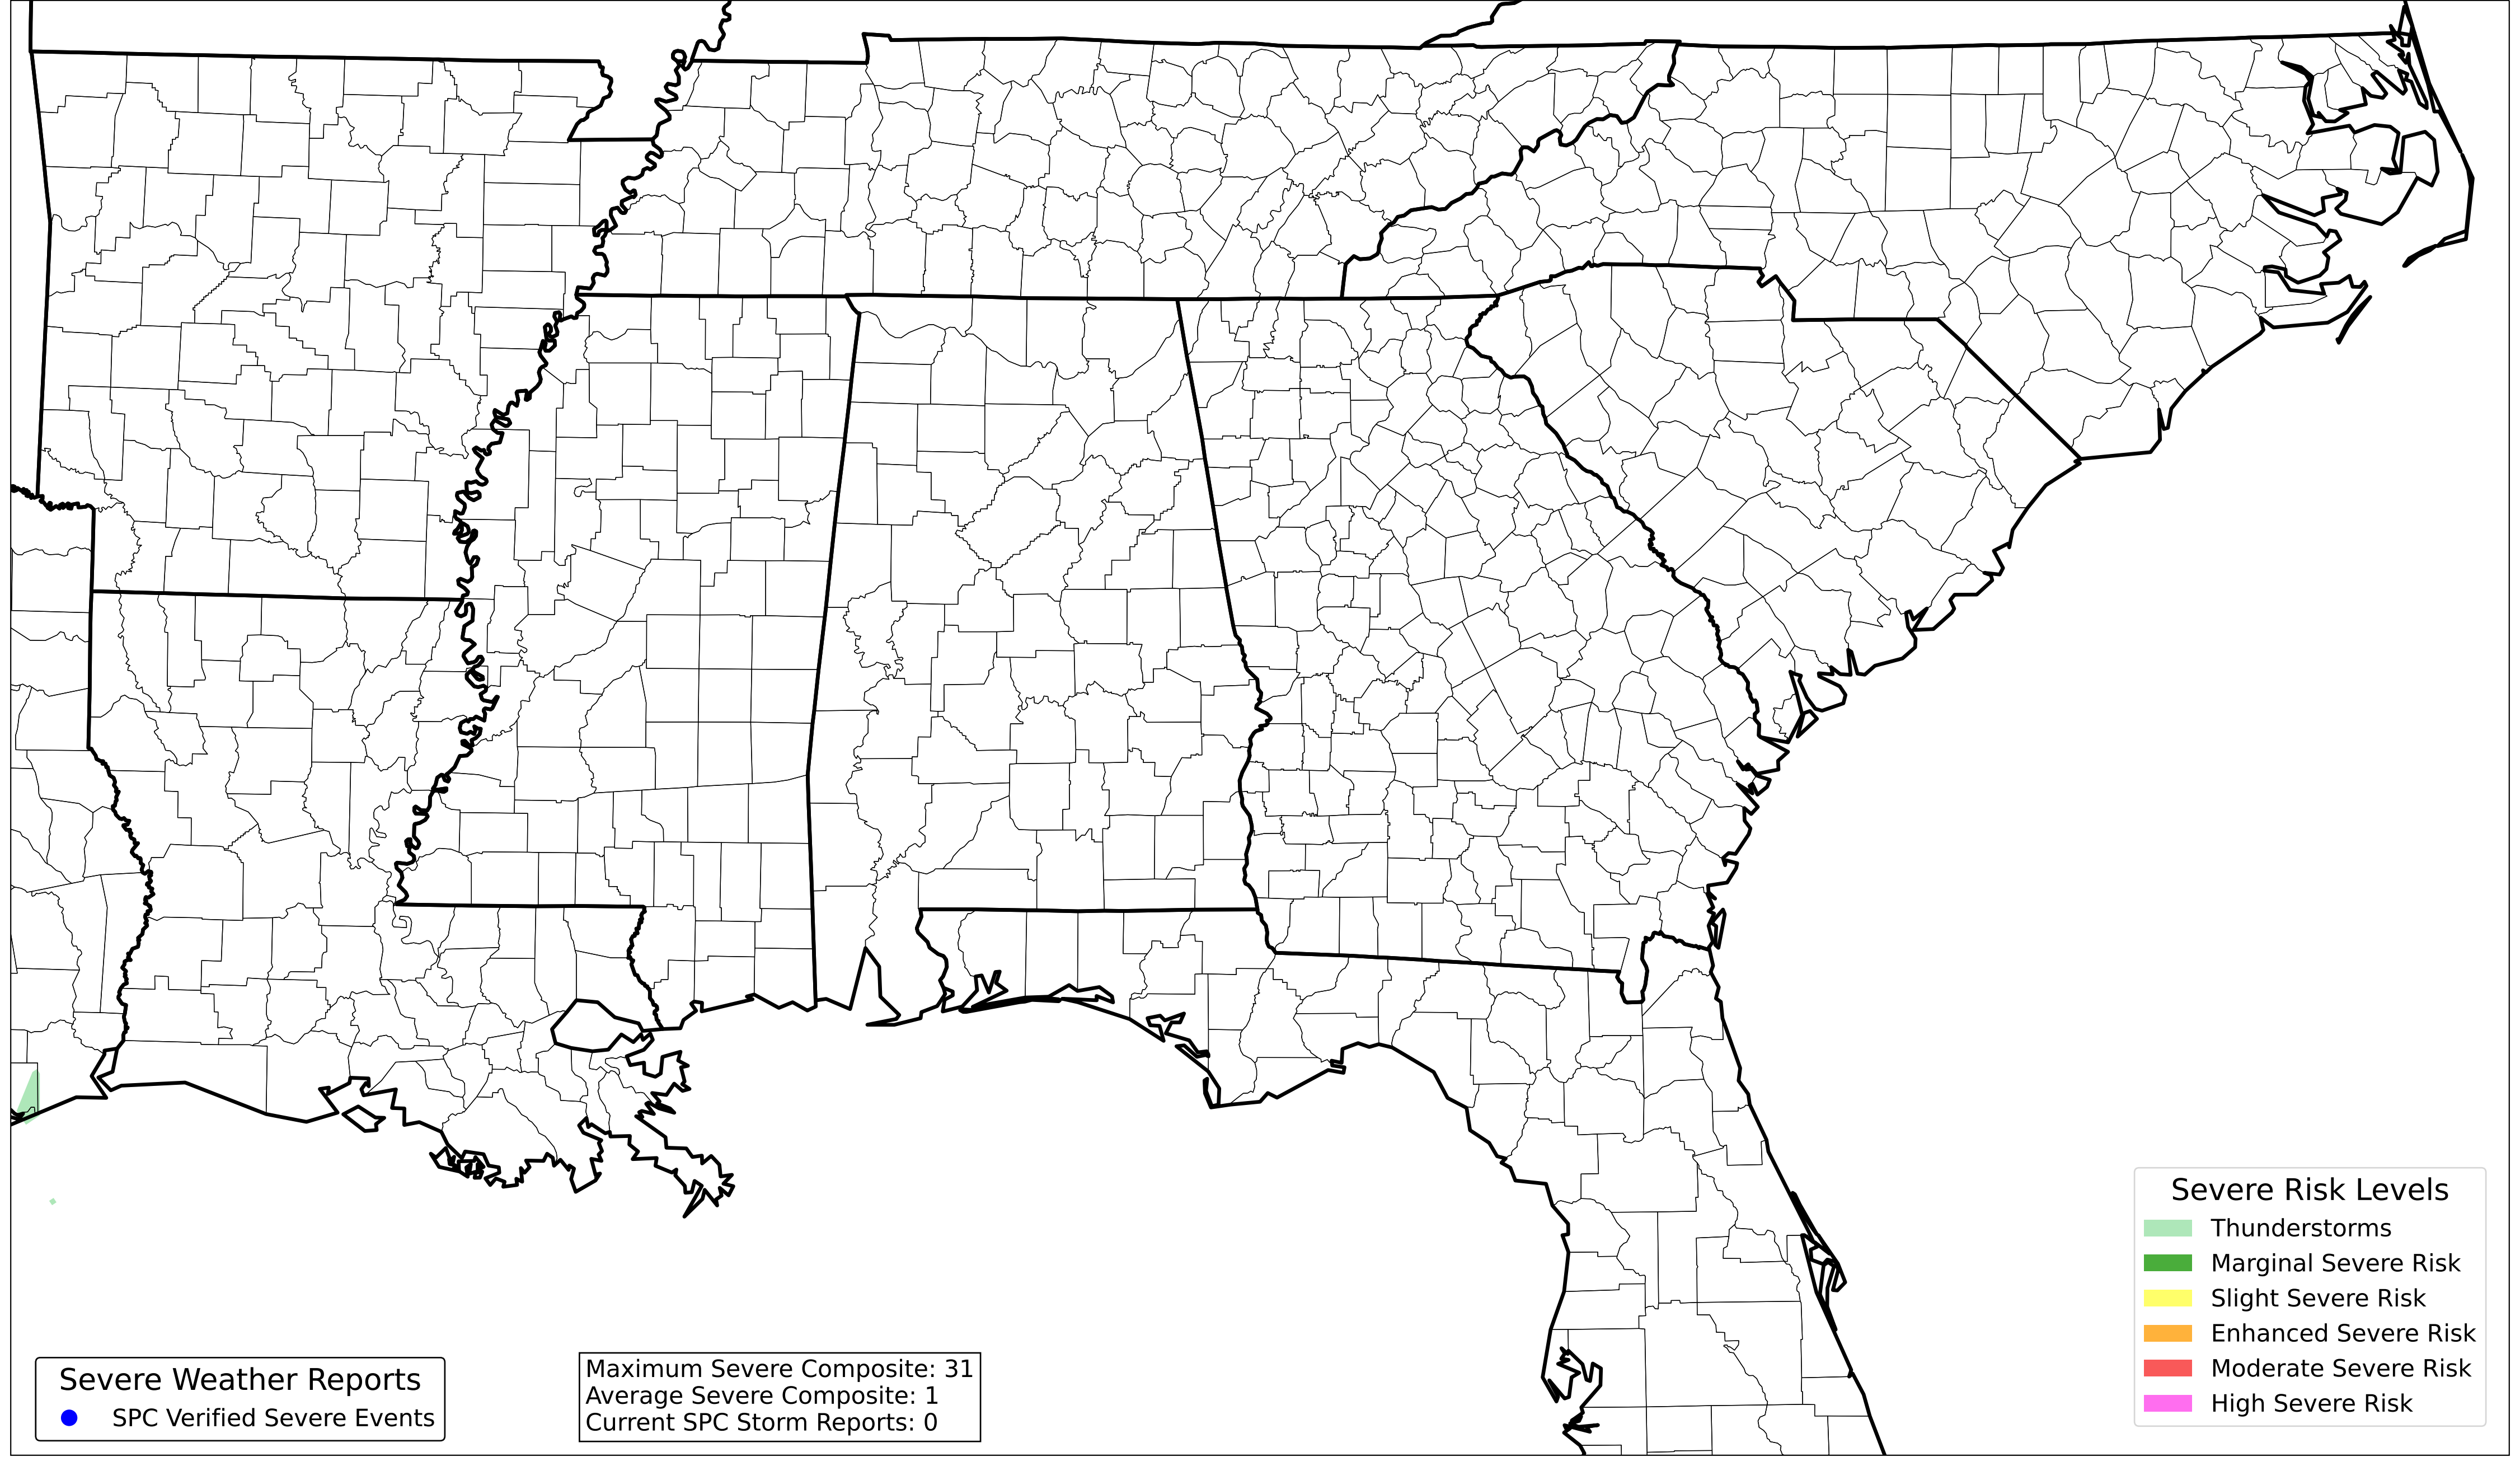 Severe Risk Levels
Thunderstorms
Marginal Severe Risk
Slight Severe Risk
Enhanced Severe Risk
Moderate Severe Risk
High Severe Risk
Severe Weather Reports
SPC Verified Severe Events
Maximum Severe Composite: 31
Average Severe Composite: 1
Current SPC Storm Reports: 0